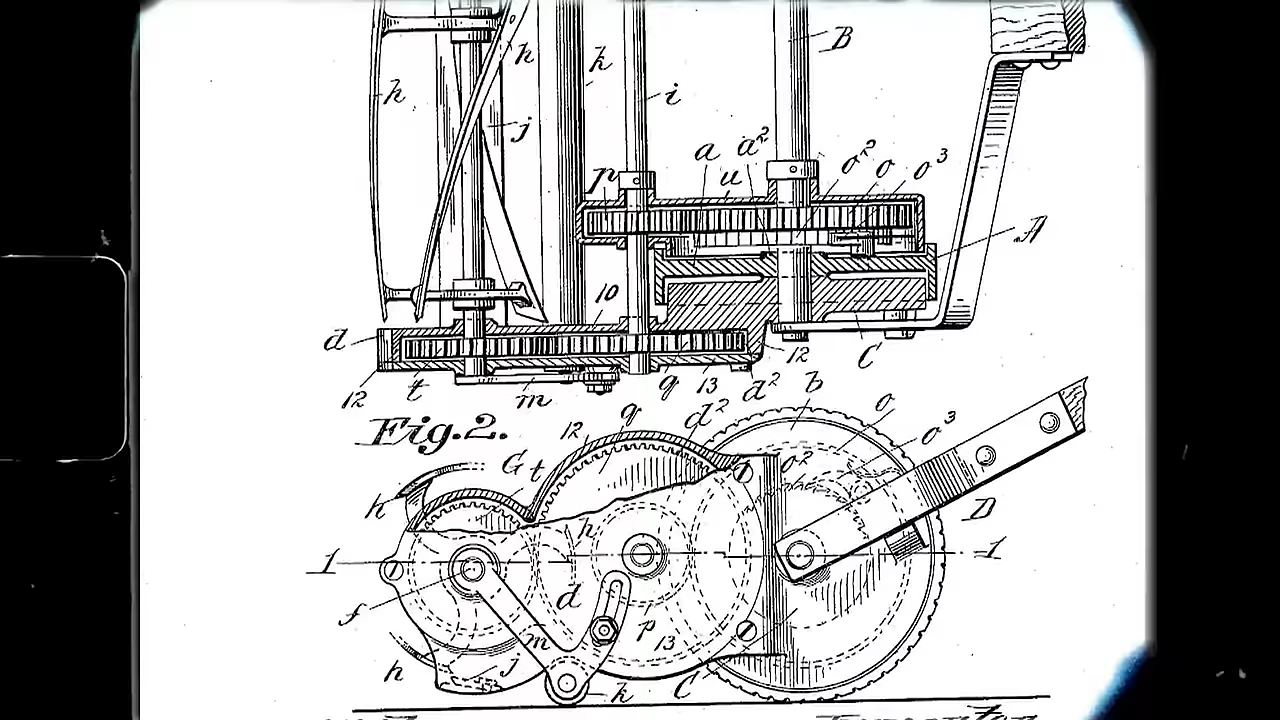 h
h
k
B
i
j
p
a
a²
u
o²
o
o³
A
10
d
12
t
m
q
13
d²
12
C
b
Fig. 2.
12
q
d²
o
o³
G
t
o²
h
h
D
1
1
f
d
m
p
13
h
j
k
C